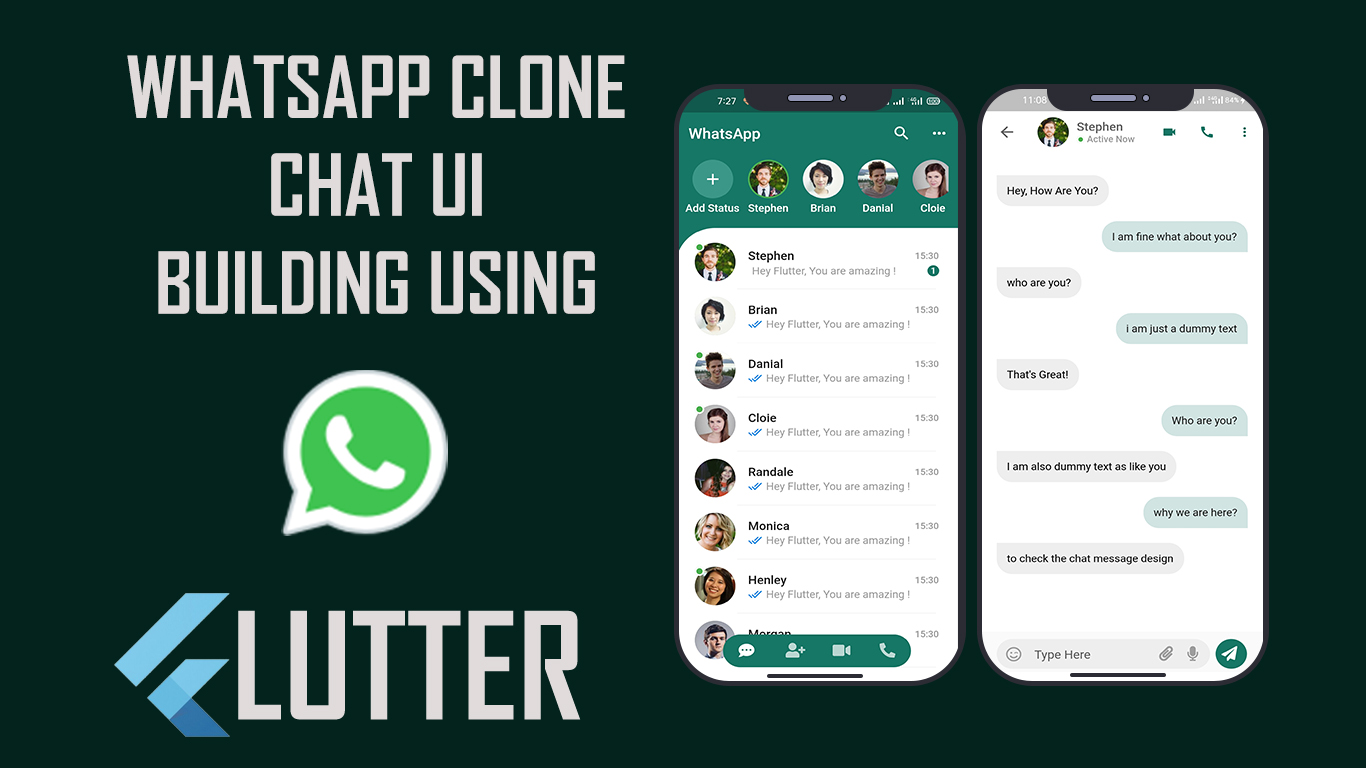 WHATSAPP CLONE
CHAT UI
BUILDING USING
LUTTER
7:27
WhatsApp
Add Status Stephen Brian Danial Cloie
Stephen 15:30
Hey Flutter, You are amazing ! 1
Brian 15:30
Hey Flutter, You are amazing !
Danial 15:30
Hey Flutter, You are amazing !
Cloie 15:30
Hey Flutter, You are amazing !
Randale 15:30
Hey Flutter, You are amazing !
Monica 15:30
Hey Flutter, You are amazing !
Henley 15:30
Hey Flutter, You are amazing !
Morgan 15:30
11:08 84%
Stephen
Active Now
Hey, How Are You?
I am fine what about you?
who are you?
i am just a dummy text
That's Great!
Who are you?
I am also dummy text as like you
why we are here?
to check the chat message design
Type Here